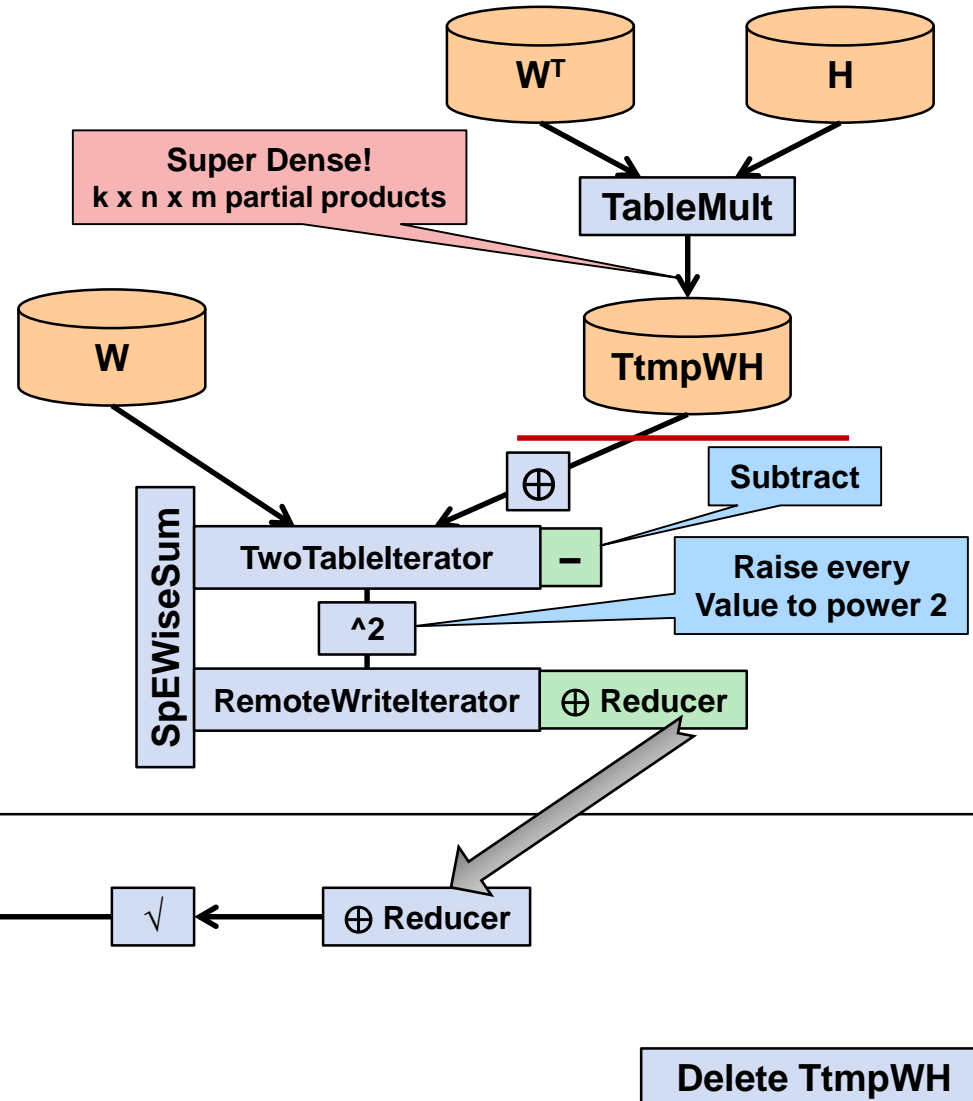 Wᵀ
H
Super Dense!
k x n x m partial products
TableMult
W
TtmpWH
⊕
Subtract
SpEWiseSum
TwoTableIterator
–
Raise every
Value to power 2
^2
RemoteWriteIterator
⊕ Reducer
√
⊕ Reducer
Delete TtmpWH